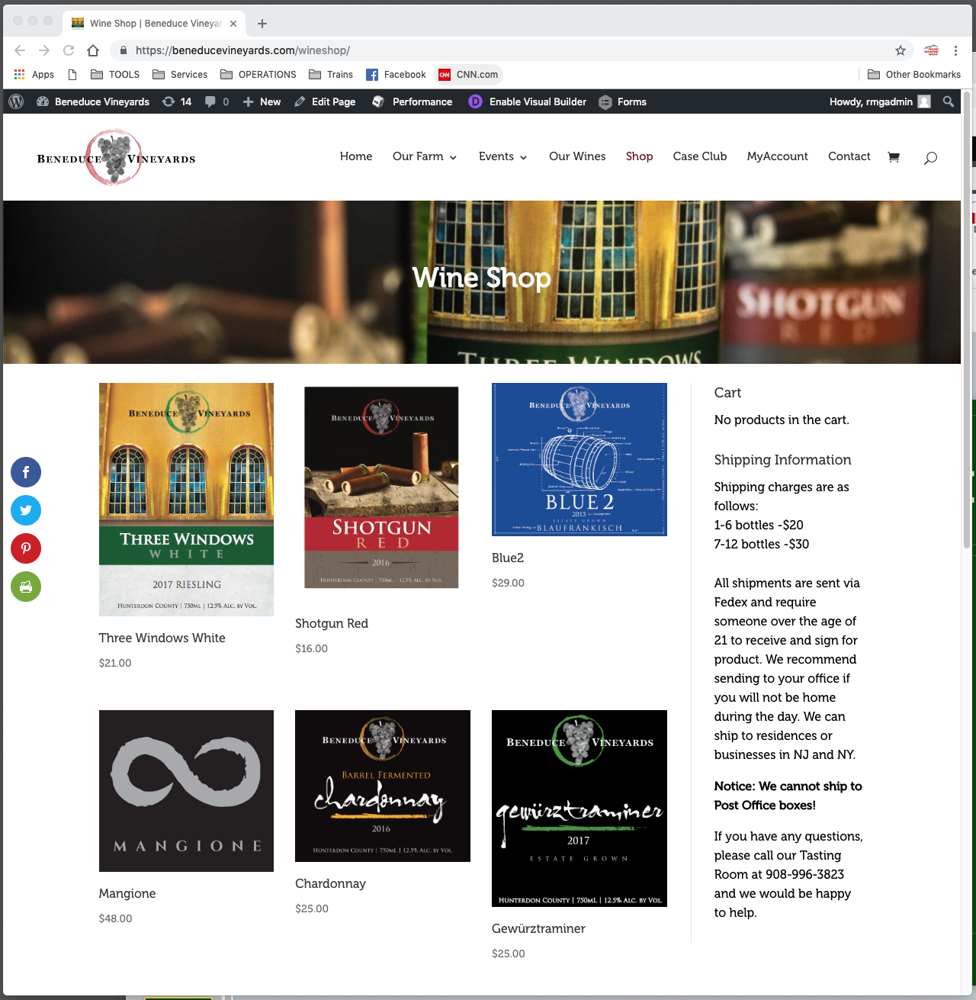 Wine Shop | Beneduce Vineyar
https://beneducevineyards.com/wineshop/
Apps TOOLS Services OPERATIONS Trains Facebook CNN CNN.com Other Bookmarks
Beneduce Vineyards 14 0 New Edit Page Performance D Enable Visual Builder Forms Howdy, rmgadmin
BENEDUCE VINEYARDS
Home Our Farm Events Our Wines Shop Case Club MyAccount Contact
Wine Shop
SHOTGUN
RED
THREE WINDOWS
BENEDUCE VINEYARDS
THREE WINDOWS
WHITE
2017 RIESLING
HUNTERDON COUNTY | 750ML | 12.5% ALC. BY VOL.
Three Windows White
$21.00
BENEDUCE VINEYARDS
SHOTGUN
RED
2016
HUNTERDON COUNTY | 750ML | 12.5% ALC. BY VOL.
Shotgun Red
$16.00
BENEDUCE VINEYARDS
BLUE 2
2015
ESTATE GROWN
BLAUFRÄNKISCH
Blue2
$29.00
MANGIONE
Mangione
$48.00
BENEDUCE VINEYARDS
BARREL FERMENTED
chardonnay
2016
HUNTERDON COUNTY | 750ML | 12.5% ALC. BY VOL.
Chardonnay
$25.00
BENEDUCE VINEYARDS
gewürztraminer
2017
ESTATE GROWN
HUNTERDON COUNTY | 750ML | 12.5% ALC. BY VOL.
Gewürztraminer
$25.00
Cart
No products in the cart.
Shipping Information
Shipping charges are as
follows:
1-6 bottles -$20
7-12 bottles -$30
All shipments are sent via
Fedex and require
someone over the age of
21 to receive and sign for
product. We recommend
sending to your office if
you will not be home
during the day. We can
ship to residences or
businesses in NJ and NY.
Notice: We cannot ship to
Post Office boxes!
If you have any questions,
please call our Tasting
Room at 908-996-3823
and we would be happy
to help.